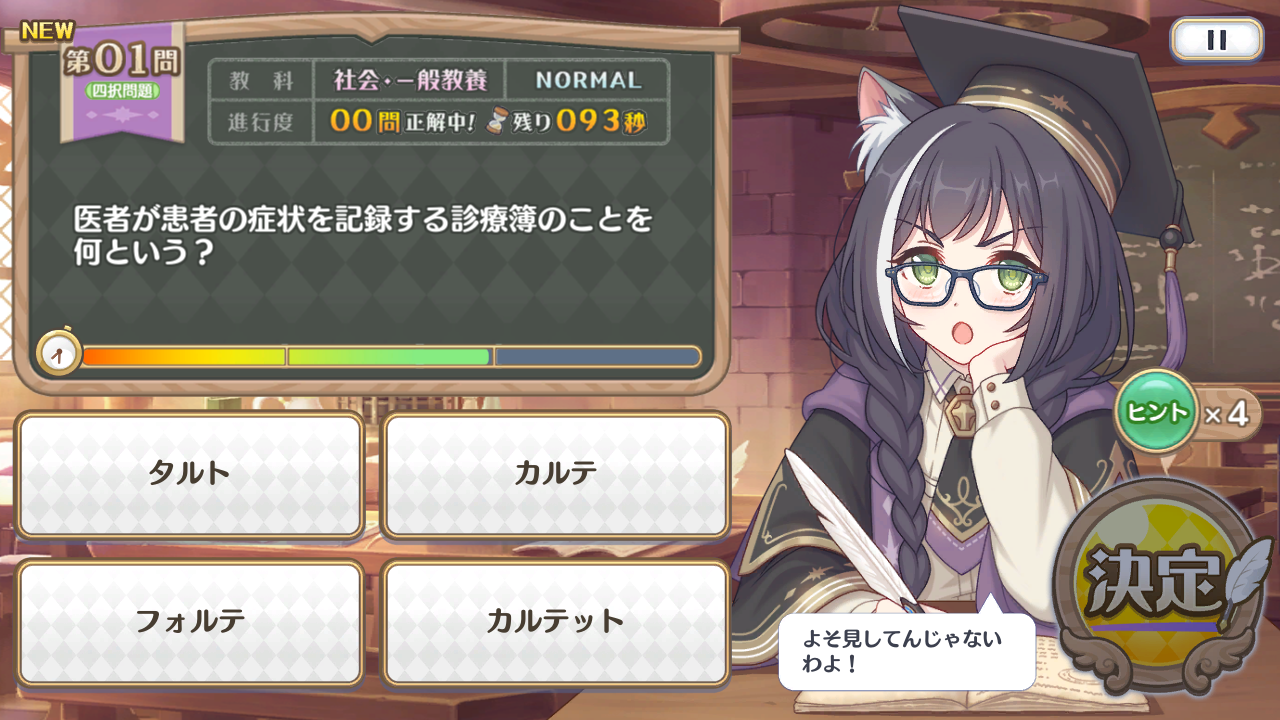 NEW
第01問
四択問題
教科 社会・一般教養 NORMAL
進行度 00問正解中! 残り093秒
医者が患者の症状を記録する診療簿のことを
何という？
タルト
カルテ
フォルテ
カルテット
ヒント ×4
決定
よそ見してんじゃない
わよ！